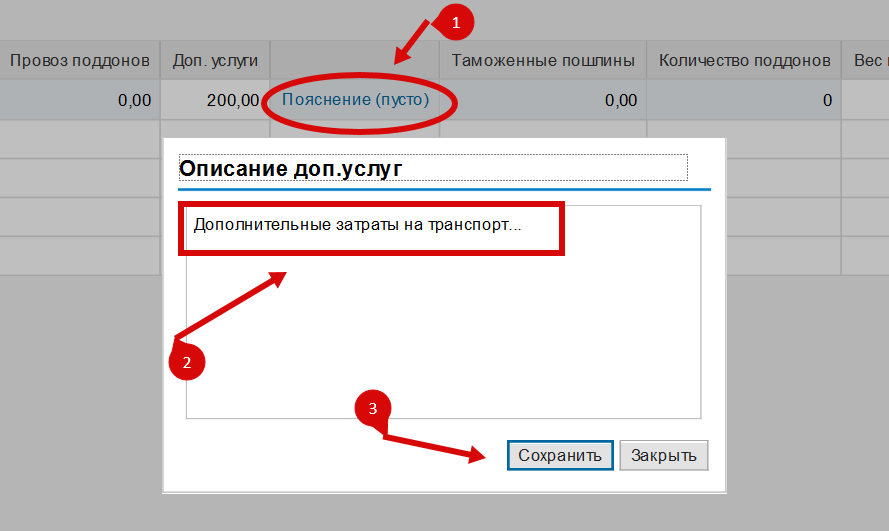 1
Провоз поддонов Доп. услуги Таможенные пошлины Количество поддонов Вес
0,00 200,00 Пояснение (пусто) 0,00 0
Описание доп.услуг
Дополнительные затраты на транспорт...
2
3
Сохранить Закрыть